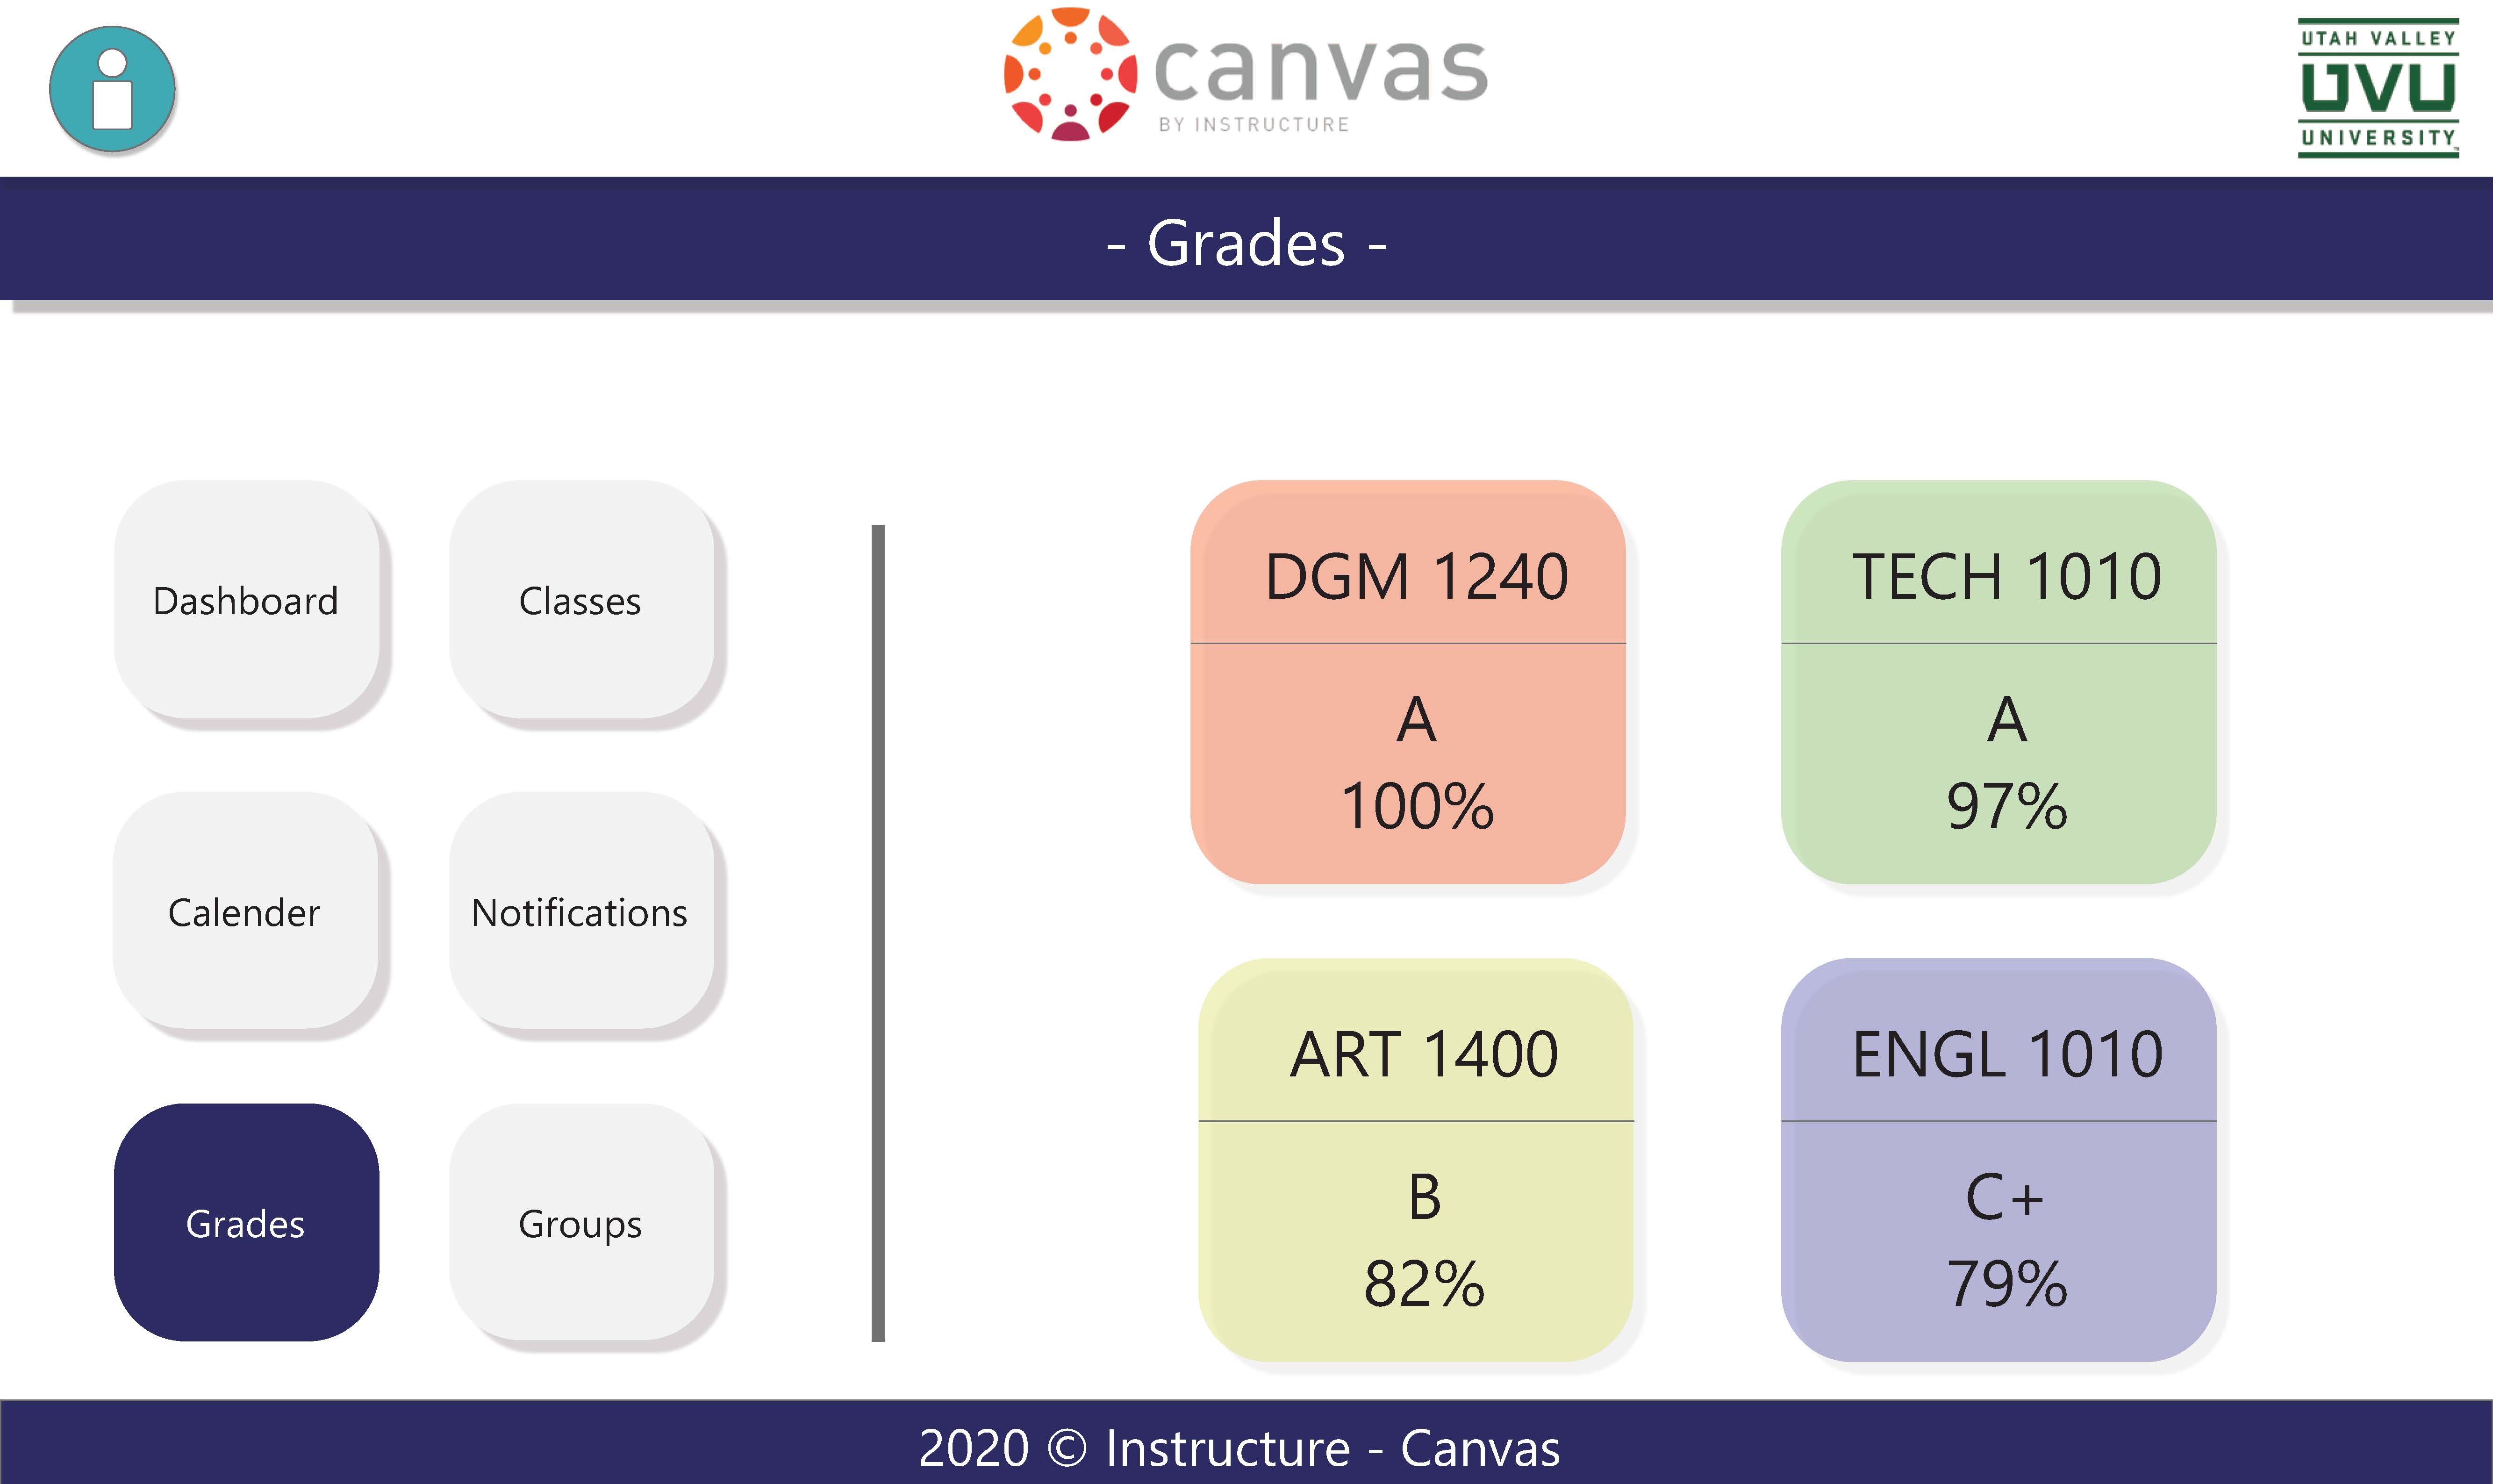 canvas
BY INSTRUCTURE
UTAH VALLEY
UVU
UNIVERSITY
- Grades -
Dashboard
Classes
Calender
Notifications
Grades
Groups
DGM 1240
A
100%
TECH 1010
A
97%
ART 1400
B
82%
ENGL 1010
C+
79%
2020 © Instructure - Canvas